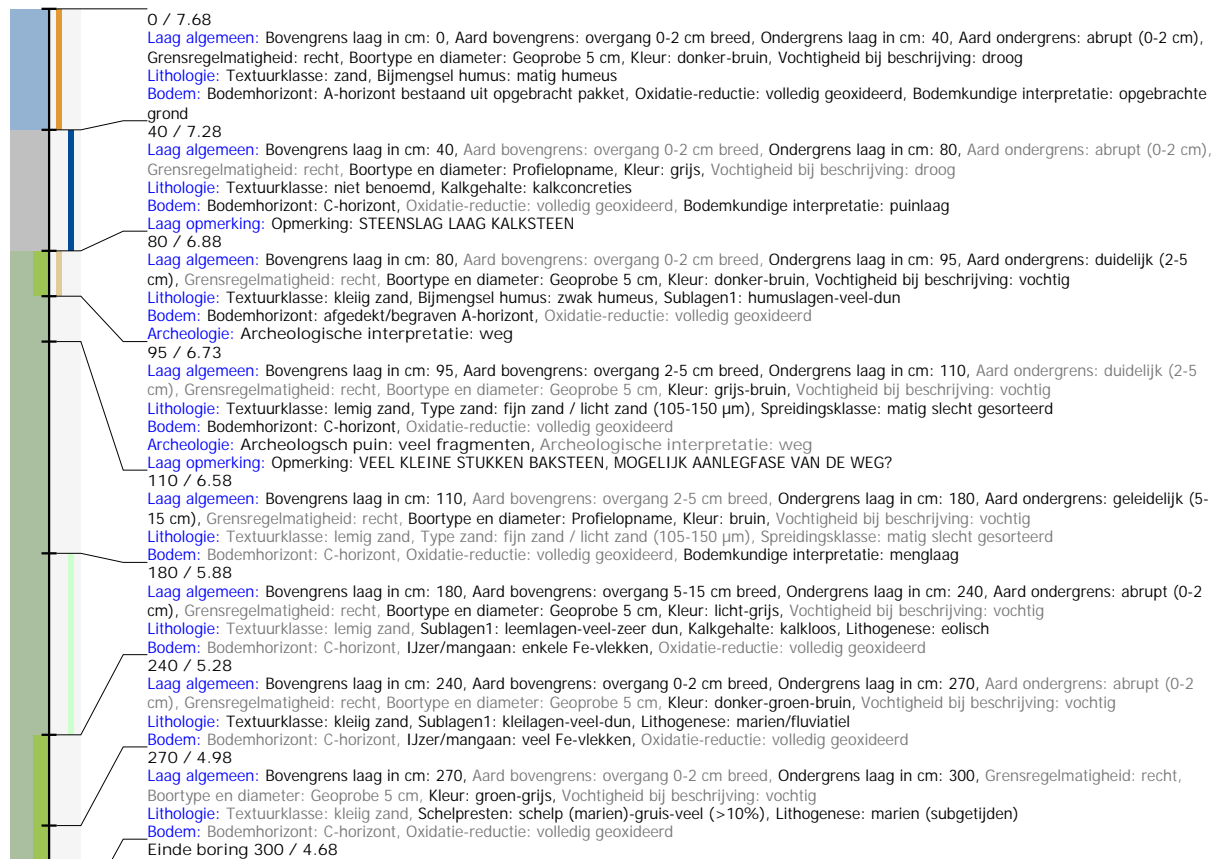 0 / 7.68
Laag algemeen: Bovengrens laag in cm: 0, Aard bovengrens: overgang 0-2 cm breed, Ondergrens laag in cm: 40, Aard ondergrens: abrupt (0-2 cm),
Grensregelmatigheid: recht, Boortype en diameter: Geoprobe 5 cm, Kleur: donker-bruin, Vochtigheid bij beschrijving: droog
Lithologie: Textuurklasse: zand, Bijmengsel humus: matig humeus
Bodem: Bodemhorizont: A-horizont bestaand uit opgebracht pakket, Oxidatie-reductie: volledig geoxideerd, Bodemkundige interpretatie: opgebrachte
grond
40 / 7.28
Laag algemeen: Bovengrens laag in cm: 40, Aard bovengrens: overgang 0-2 cm breed, Ondergrens laag in cm: 80, Aard ondergrens: abrupt (0-2 cm),
Grensregelmatigheid: recht, Boortype en diameter: Profielopname, Kleur: grijs, Vochtigheid bij beschrijving: droog
Lithologie: Textuurklasse: niet benoemd, Kalkgehalte: kalkconcreties
Bodem: Bodemhorizont: C-horizont, Oxidatie-reductie: volledig geoxideerd, Bodemkundige interpretatie: puinlaag
Laag opmerking: Opmerking: STEENSLAG LAAG KALKSTEEN
80 / 6.88
Laag algemeen: Bovengrens laag in cm: 80, Aard bovengrens: overgang 0-2 cm breed, Ondergrens laag in cm: 95, Aard ondergrens: duidelijk (2-5
cm), Grensregelmatigheid: recht, Boortype en diameter: Geoprobe 5 cm, Kleur: donker-bruin, Vochtigheid bij beschrijving: vochtig
Lithologie: Textuurklasse: kleiig zand, Bijmengsel humus: zwak humeus, Sublagen1: humuslagen-veel-dun
Bodem: Bodemhorizont: afgedekt/begraven A-horizont, Oxidatie-reductie: volledig geoxideerd
Archeologie: Archeologische interpretatie: weg
95 / 6.73
Laag algemeen: Bovengrens laag in cm: 95, Aard bovengrens: overgang 2-5 cm breed, Ondergrens laag in cm: 110, Aard ondergrens: duidelijk (2-5
cm), Grensregelmatigheid: recht, Boortype en diameter: Geoprobe 5 cm, Kleur: grijs-bruin, Vochtigheid bij beschrijving: vochtig
Lithologie: Textuurklasse: lemig zand, Type zand: fijn zand / licht zand (105-150 µm), Spreidingsklasse: matig slecht gesorteerd
Bodem: Bodemhorizont: C-horizont, Oxidatie-reductie: volledig geoxideerd
Archeologie: Archeologsch puin: veel fragmenten, Archeologische interpretatie: weg
Laag opmerking: Opmerking: VEEL KLEINE STUKKEN BAKSTEEN, MOGELIJK AANLEGFASE VAN DE WEG?
110 / 6.58
Laag algemeen: Bovengrens laag in cm: 110, Aard bovengrens: overgang 2-5 cm breed, Ondergrens laag in cm: 180, Aard ondergrens: geleidelijk (5-
15 cm), Grensregelmatigheid: recht, Boortype en diameter: Profielopname, Kleur: bruin, Vochtigheid bij beschrijving: vochtig
Lithologie: Textuurklasse: lemig zand, Type zand: fijn zand / licht zand (105-150 µm), Spreidingsklasse: matig slecht gesorteerd
Bodem: Bodemhorizont: C-horizont, Oxidatie-reductie: volledig geoxideerd, Bodemkundige interpretatie: menglaag
180 / 5.88
Laag algemeen: Bovengrens laag in cm: 180, Aard bovengrens: overgang 5-15 cm breed, Ondergrens laag in cm: 240, Aard ondergrens: abrupt (0-2
cm), Grensregelmatigheid: recht, Boortype en diameter: Geoprobe 5 cm, Kleur: licht-grijs, Vochtigheid bij beschrijving: vochtig
Lithologie: Textuurklasse: lemig zand, Sublagen1: leemlagen-veel-zeer dun, Kalkgehalte: kalkloos, Lithogenese: eolisch
Bodem: Bodemhorizont: C-horizont, IJzer/mangaan: enkele Fe-vlekken, Oxidatie-reductie: volledig geoxideerd
240 / 5.28
Laag algemeen: Bovengrens laag in cm: 240, Aard bovengrens: overgang 0-2 cm breed, Ondergrens laag in cm: 270, Aard ondergrens: abrupt (0-2
cm), Grensregelmatigheid: recht, Boortype en diameter: Geoprobe 5 cm, Kleur: donker-groen-bruin, Vochtigheid bij beschrijving: vochtig
Lithologie: Textuurklasse: kleiig zand, Sublagen1: kleilagen-veel-dun, Lithogenese: marien/fluviatiel
Bodem: Bodemhorizont: C-horizont, IJzer/mangaan: veel Fe-vlekken, Oxidatie-reductie: volledig geoxideerd
270 / 4.98
Laag algemeen: Bovengrens laag in cm: 270, Aard bovengrens: overgang 0-2 cm breed, Ondergrens laag in cm: 300, Grensregelmatigheid: recht,
Boortype en diameter: Geoprobe 5 cm, Kleur: groen-grijs, Vochtigheid bij beschrijving: vochtig
Lithologie: Textuurklasse: kleiig zand, Schelpresten: schelp (marien)-gruis-veel (>10%), Lithogenese: marien (subgetijden)
Bodem: Bodemhorizont: C-horizont, Oxidatie-reductie: volledig geoxideerd
Einde boring 300 / 4.68